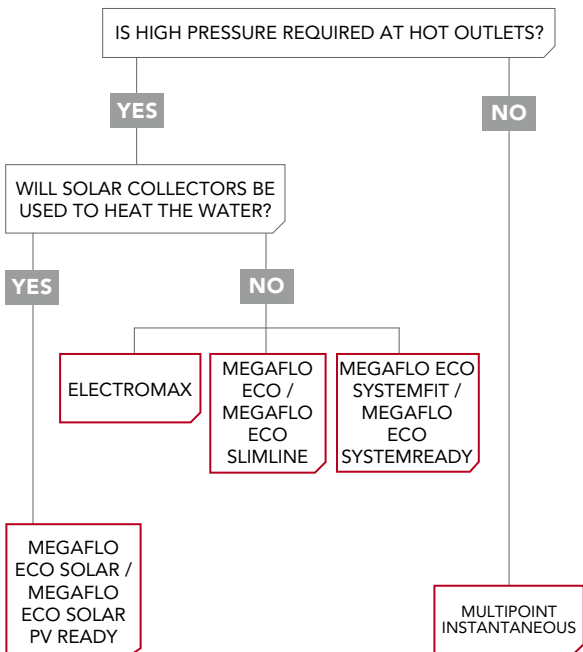 IS HIGH PRESSURE REQUIRED AT HOT OUTLETS?
YES
NO
WILL SOLAR COLLECTORS BE
USED TO HEAT THE WATER?
YES
NO
ELECTROMAX
MEGAFLO
ECO /
MEGAFLO
ECO
SLIMLINE
MEGAFLO ECO
SYSTEMFIT /
MEGAFLO
ECO
SYSTEMREADY
MEGAFLO
ECO SOLAR /
MEGAFLO
ECO SOLAR
PV READY
MULTIPOINT
INSTANTANEOUS